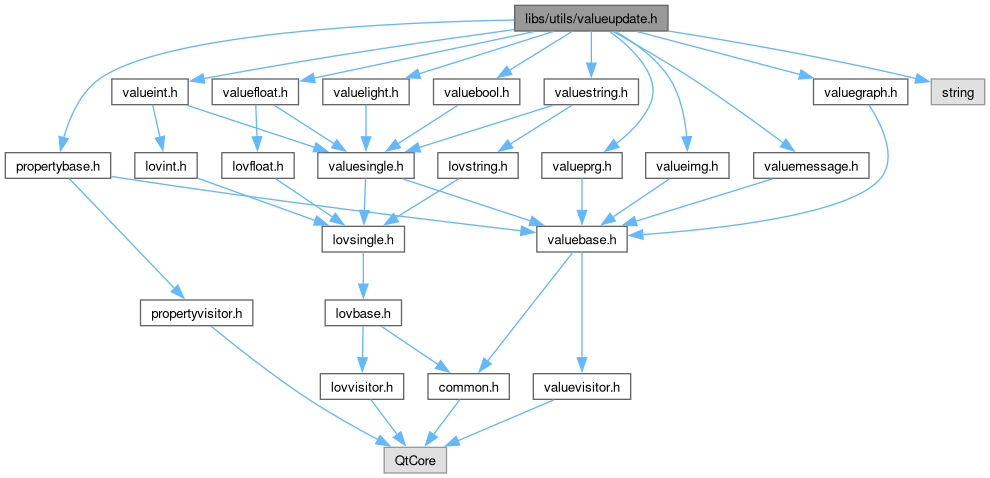 libs/utils/valueupdate.h
valueint.h
valuefloat.h
valuelight.h
valuebool.h
valuestring.h
valuegraph.h
string
propertybase.h
lovint.h
lovfloat.h
valuesingle.h
lovstring.h
valueprg.h
valueimg.h
valuemessage.h
lovsingle.h
valuebase.h
propertyvisitor.h
lovbase.h
lovvisitor.h
common.h
valuevisitor.h
QtCore